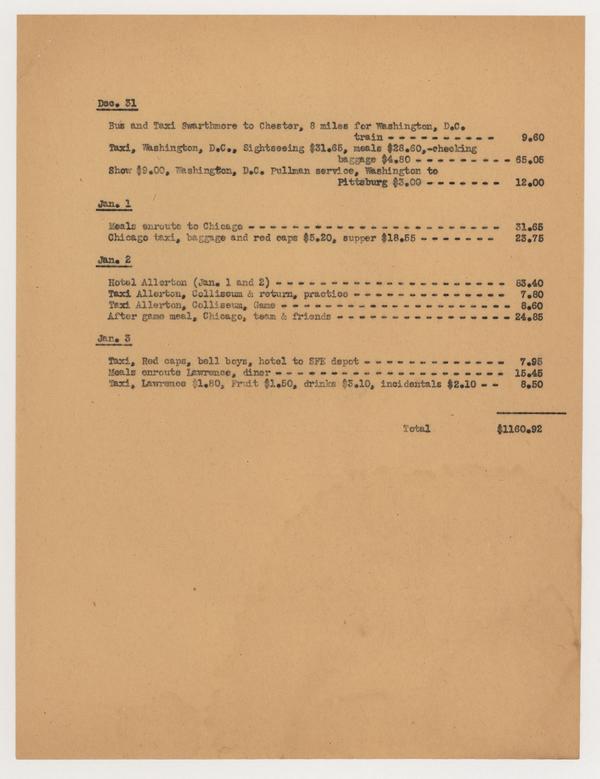 Dec. 31
Bus and Taxi Swarthmore to Chester, 8 miles for Washington, D.C.
train - - - - - - - - - - 9.60
Taxi, Washington, D.C., Sightseeing $31.65, meals $28.60,-checking
baggage $4.80 - - - - - - - - - 65.05
Show $9.00, Washington, D.C. Pullman service, Washington to
Pittsburg $3.00 - - - - - - - 12.00
Jan. 1
Meals enroute to Chicago - - - - - - - - - - - - - - - - - - - - - - 31.65
Chicago taxi, baggage and red caps $5.20, supper $18.55 - - - - - - - 23.75
Jan. 2
Hotel Allerton (Jan. 1 and 2) - - - - - - - - - - - - - - - - - - - - 83.40
Taxi Allerton, Colliseum & return, practice - - - - - - - - - - - - - 7.80
Taxi Allerton, Colliseum, Game - - - - - - - - - - - - - - - - - - - 8.60
After game meal, Chicago, team & friends - - - - - - - - - - - - - - - 24.85
Jan. 3
Taxi, Red caps, bell boys, hotel to SFE depot - - - - - - - - - - - - 7.95
Meals enroute Lawrence, diner - - - - - - - - - - - - - - - - - - - - 15.45
Taxi, Lawrence $1.80, Fruit $1.50, drinks $3.10, incidentals $2.10 - - 8.50
Total $1160.92